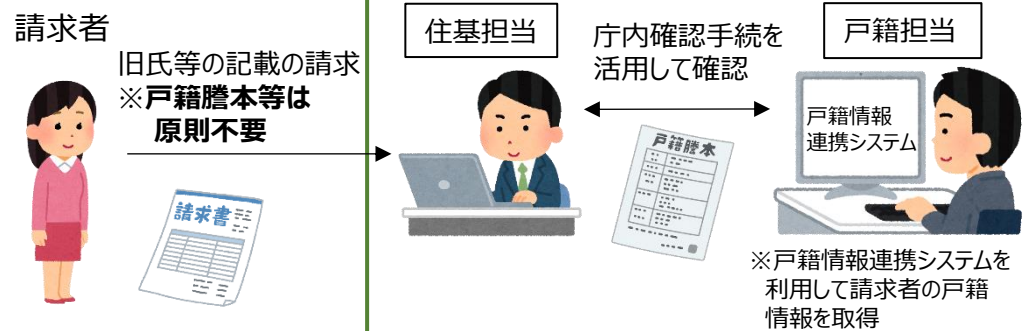 請求者
旧氏等の記載の請求
※戸籍謄本等は
原則不要
請求書
住基担当
庁内確認手続を
活用して確認
戸籍謄本
戸籍担当
戸籍情報
連携システム
※戸籍情報連携システムを
利用して請求者の戸籍
情報を取得